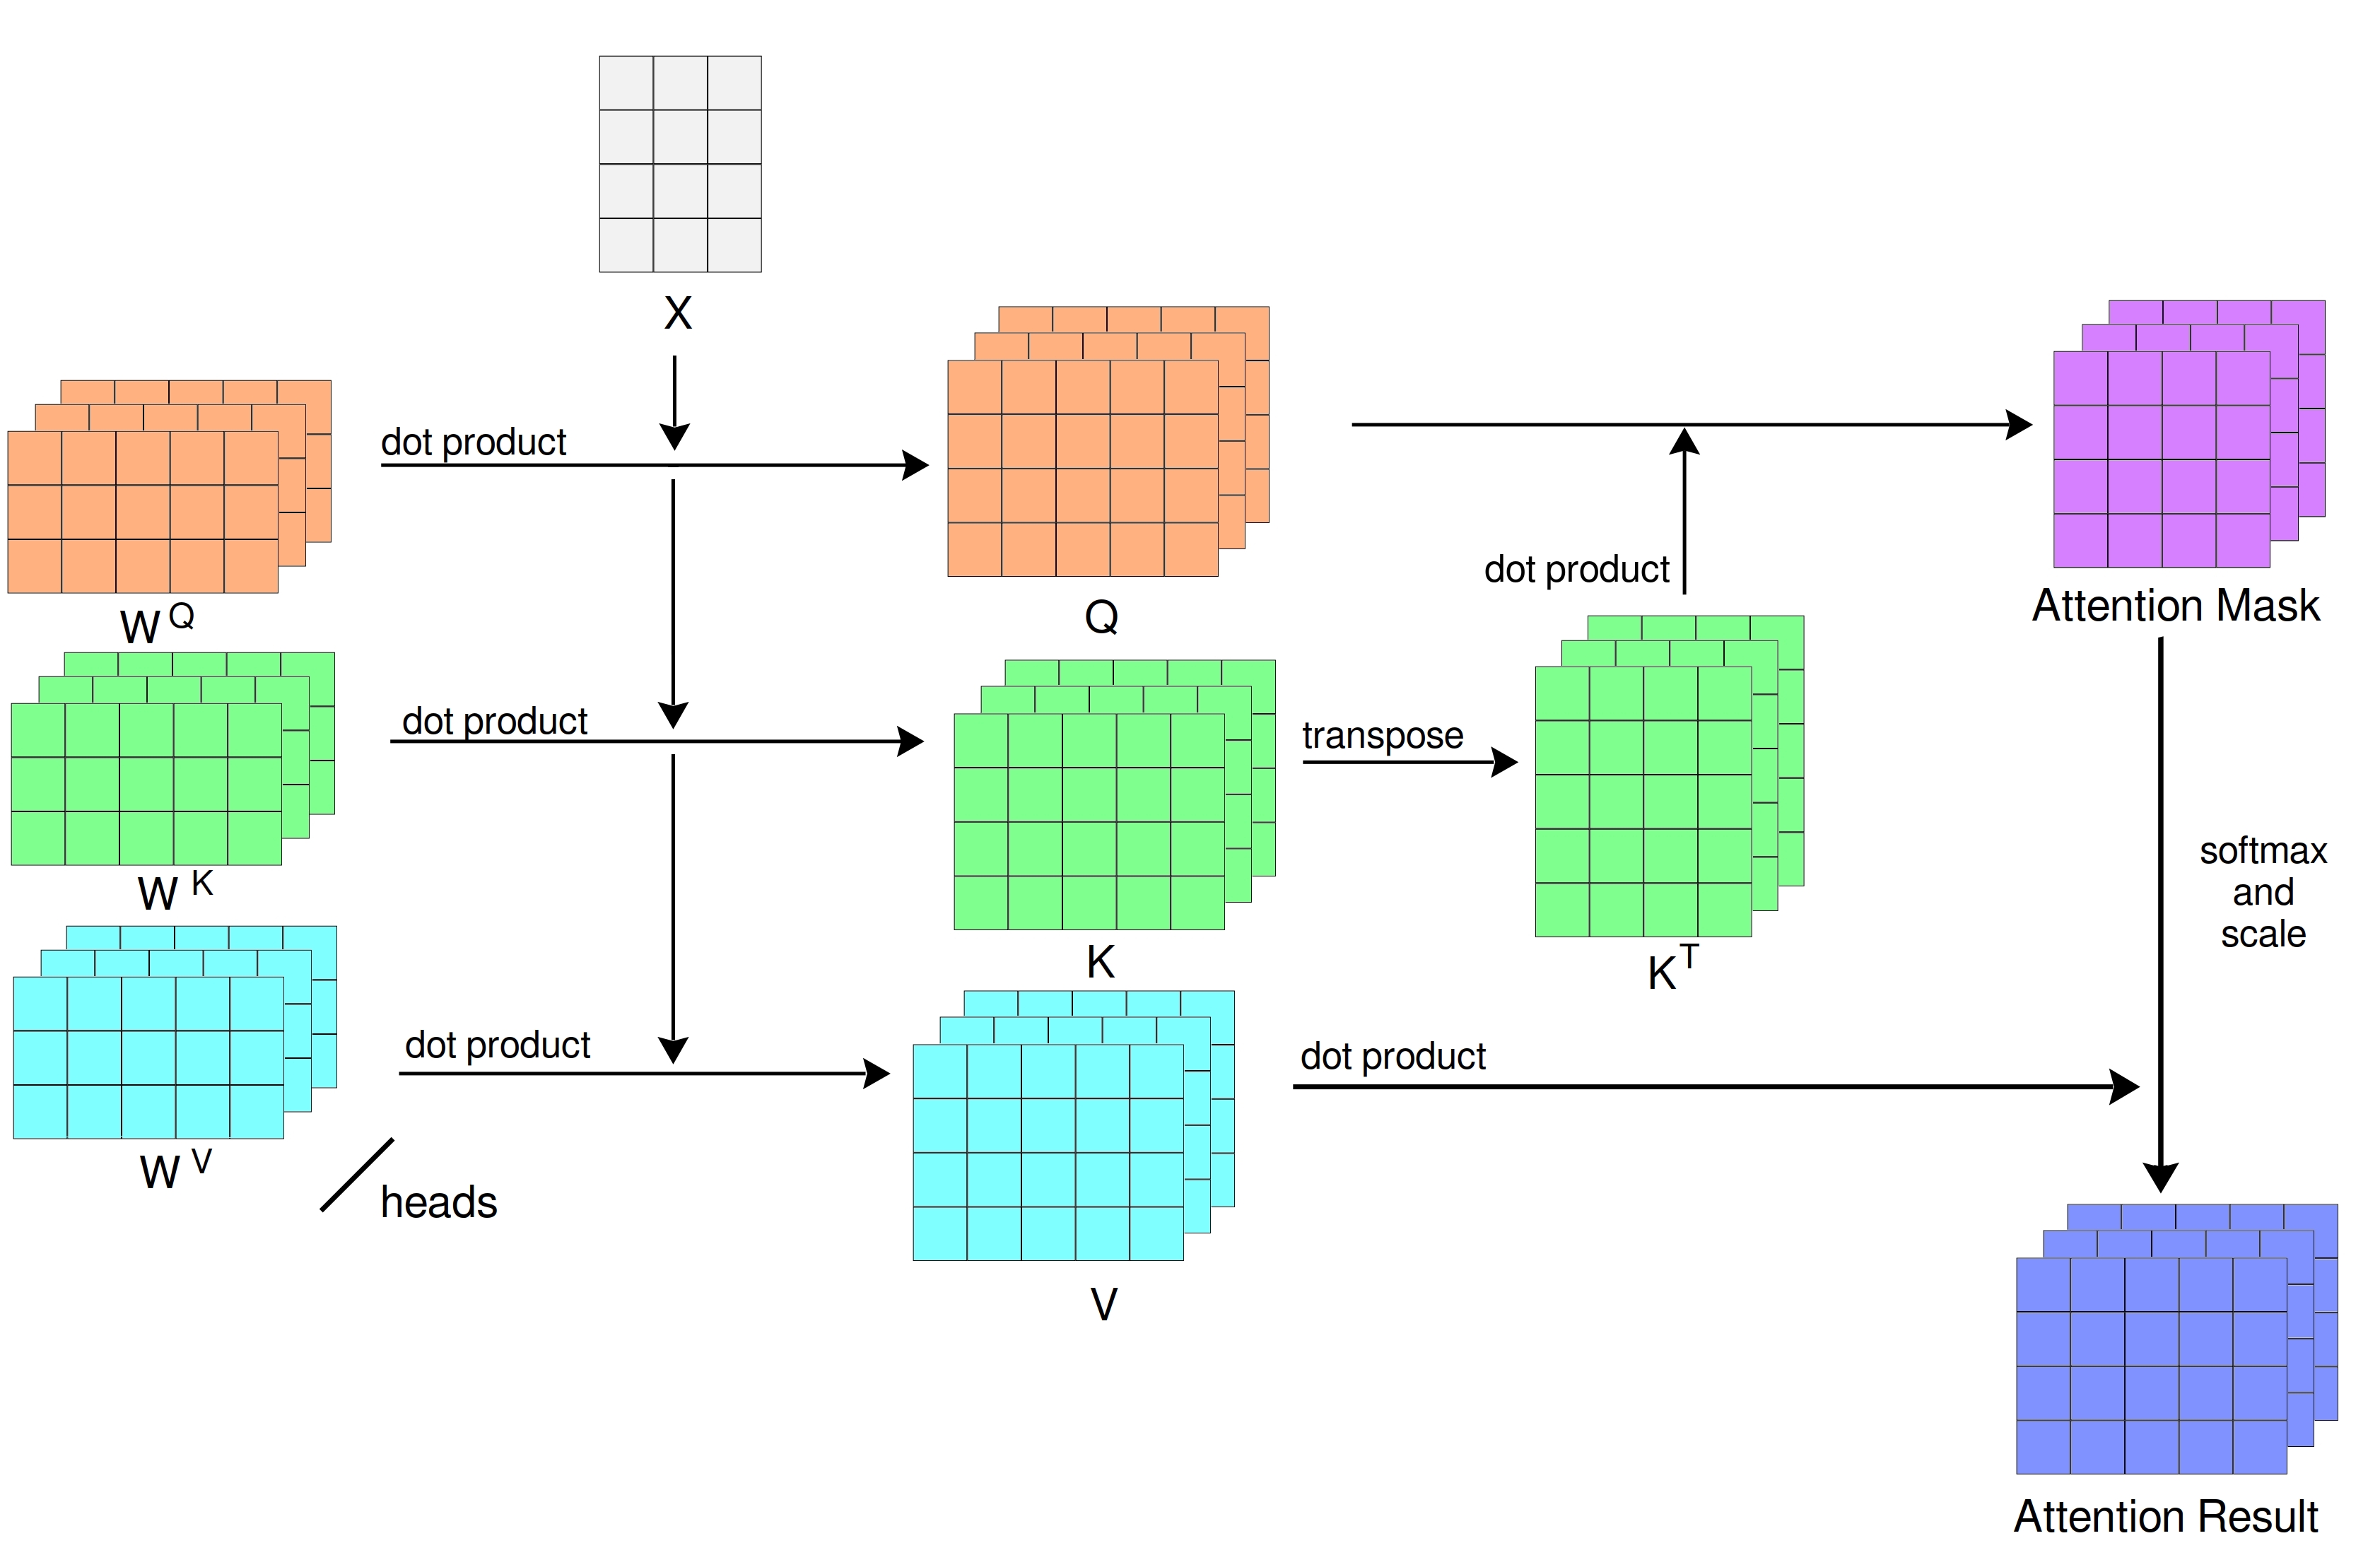 X
dot product
W Q
Q
dot product
Attention Mask
dot product
transpose
W K
K
K T
softmax
and
scale
dot product
dot product
W V
heads
V
Attention Result